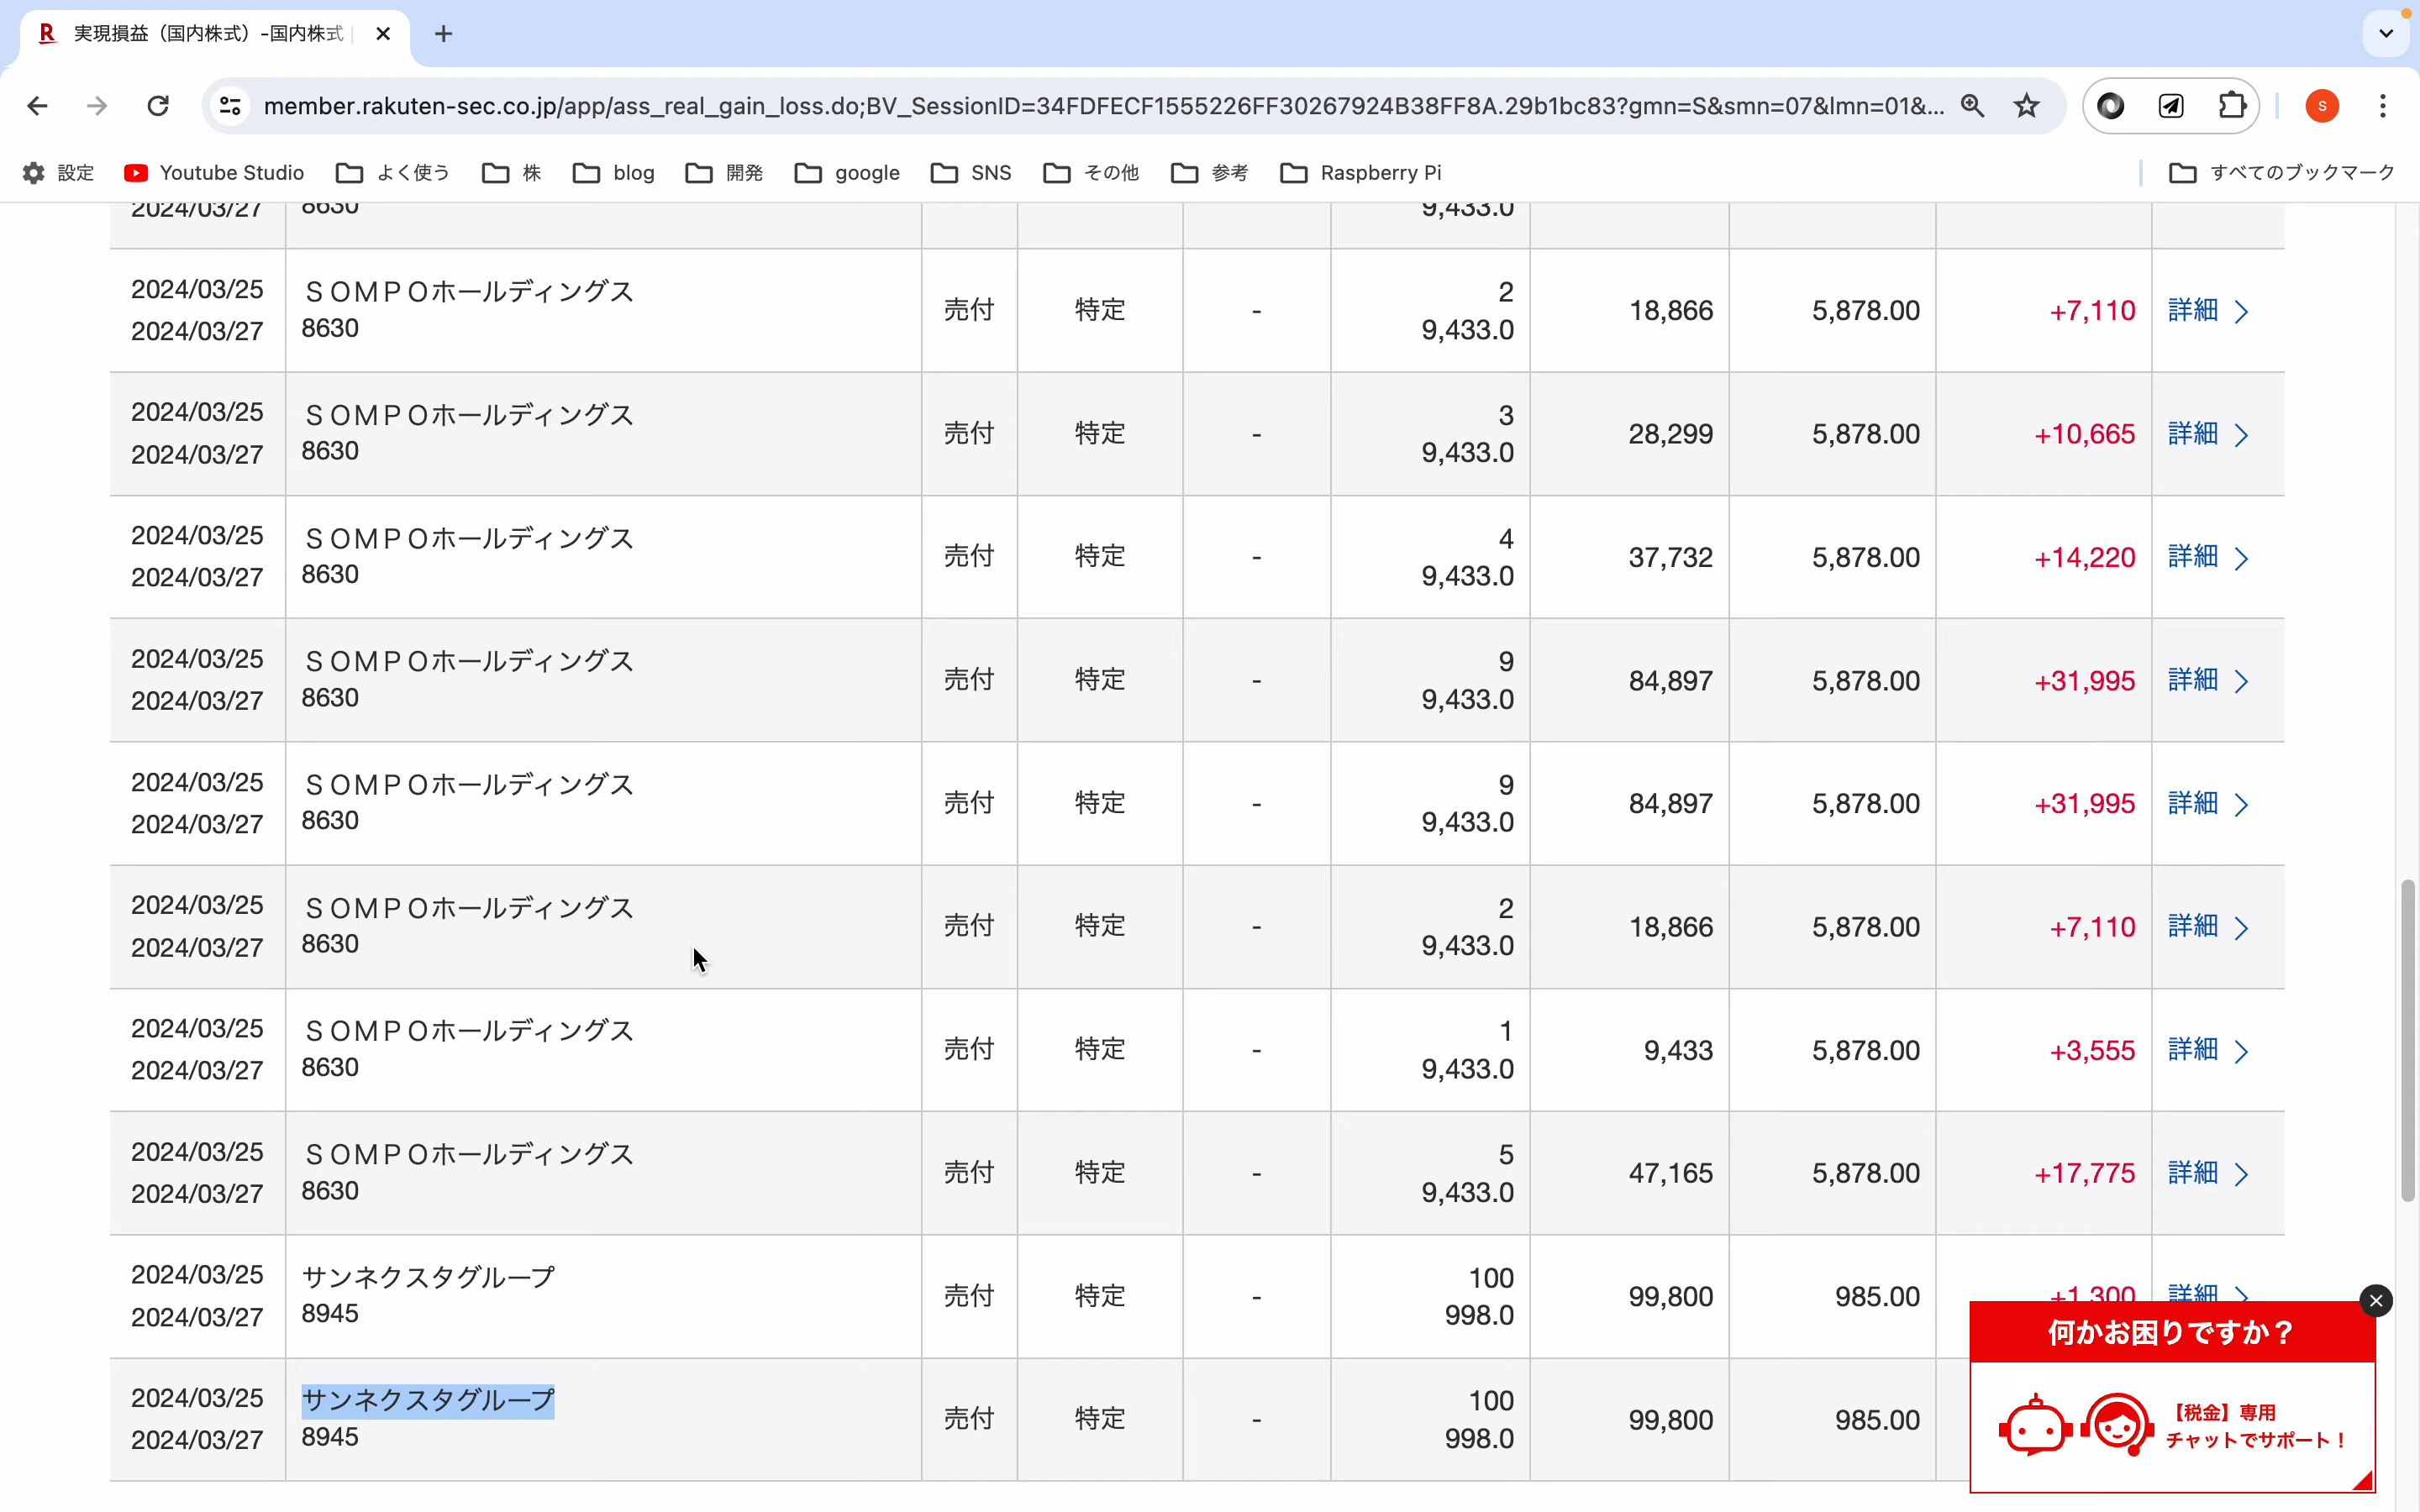 実現損益（国内株式）-国内株式
member.rakuten-sec.co.jp/app/ass_real_gain_loss.do;BV_SessionID=34FDFECF1555226FF30267924B38FF8A.29b1bc83?gmn=S&smn=07&lmn=01&...
S
設定 Youtube Studio よく使う 株 blog 開発 google SNS その他 参考 Raspberry Pi すべてのブックマーク
2024/03/27 8630 9,433.0
2024/03/25 ＳＯＭＰＯホールディングス 売付 特定 - 2 18,866 5,878.00 +7,110 詳細
2024/03/27 8630 9,433.0
2024/03/25 ＳＯＭＰＯホールディングス 売付 特定 - 3 28,299 5,878.00 +10,665 詳細
2024/03/27 8630 9,433.0
2024/03/25 ＳＯＭＰＯホールディングス 売付 特定 - 4 37,732 5,878.00 +14,220 詳細
2024/03/27 8630 9,433.0
2024/03/25 ＳＯＭＰＯホールディングス 売付 特定 - 9 84,897 5,878.00 +31,995 詳細
2024/03/27 8630 9,433.0
2024/03/25 ＳＯＭＰＯホールディングス 売付 特定 - 9 84,897 5,878.00 +31,995 詳細
2024/03/27 8630 9,433.0
2024/03/25 ＳＯＭＰＯホールディングス 売付 特定 - 2 18,866 5,878.00 +7,110 詳細
2024/03/27 8630 9,433.0
2024/03/25 ＳＯＭＰＯホールディングス 売付 特定 - 1 9,433 5,878.00 +3,555 詳細
2024/03/27 8630 9,433.0
2024/03/25 ＳＯＭＰＯホールディングス 売付 特定 - 5 47,165 5,878.00 +17,775 詳細
2024/03/27 8630 9,433.0
2024/03/25 サンネクスタグループ 売付 特定 - 100 99,800 985.00 +1,300 詳細
2024/03/27 8945 998.0
2024/03/25 サンネクスタグループ 売付 特定 - 100 99,800 985.00
2024/03/27 8945 998.0
何かお困りですか？
【税金】専用
チャットでサポート！